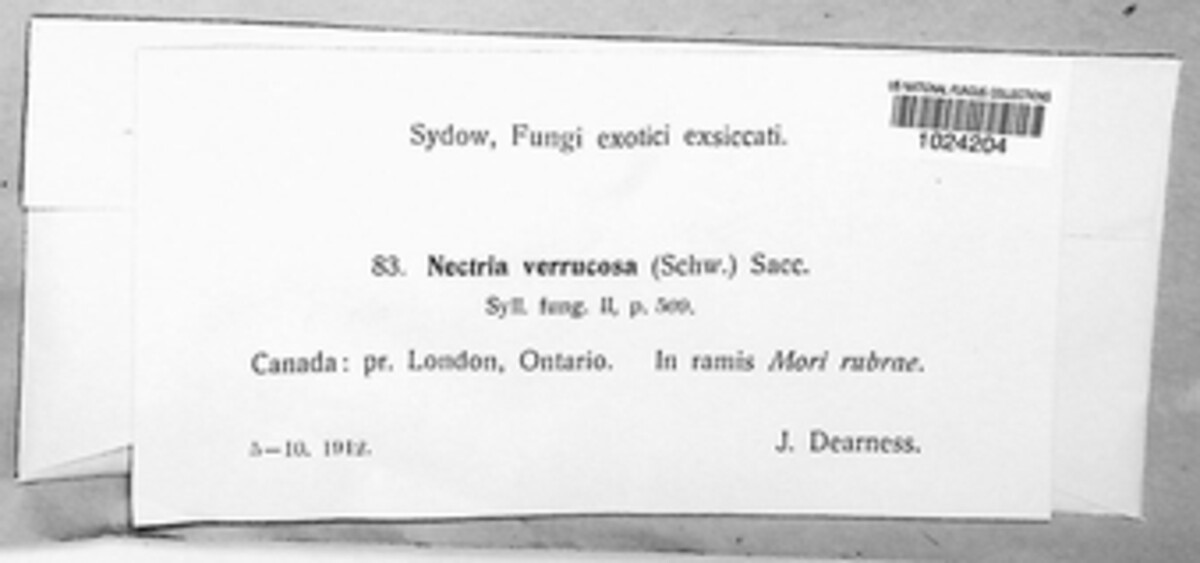 US NATIONAL FUNGUS COLLECTIONS
1024204
Sydow, Fungi exotici exsiccati.
83. Nectria verrucosa (Schw.) Sacc.
Syll. fung. II, p. 509.
Canada: pr. London, Ontario. In ramis Mori rubrae.
5—10. 1912.
J. Dearness.